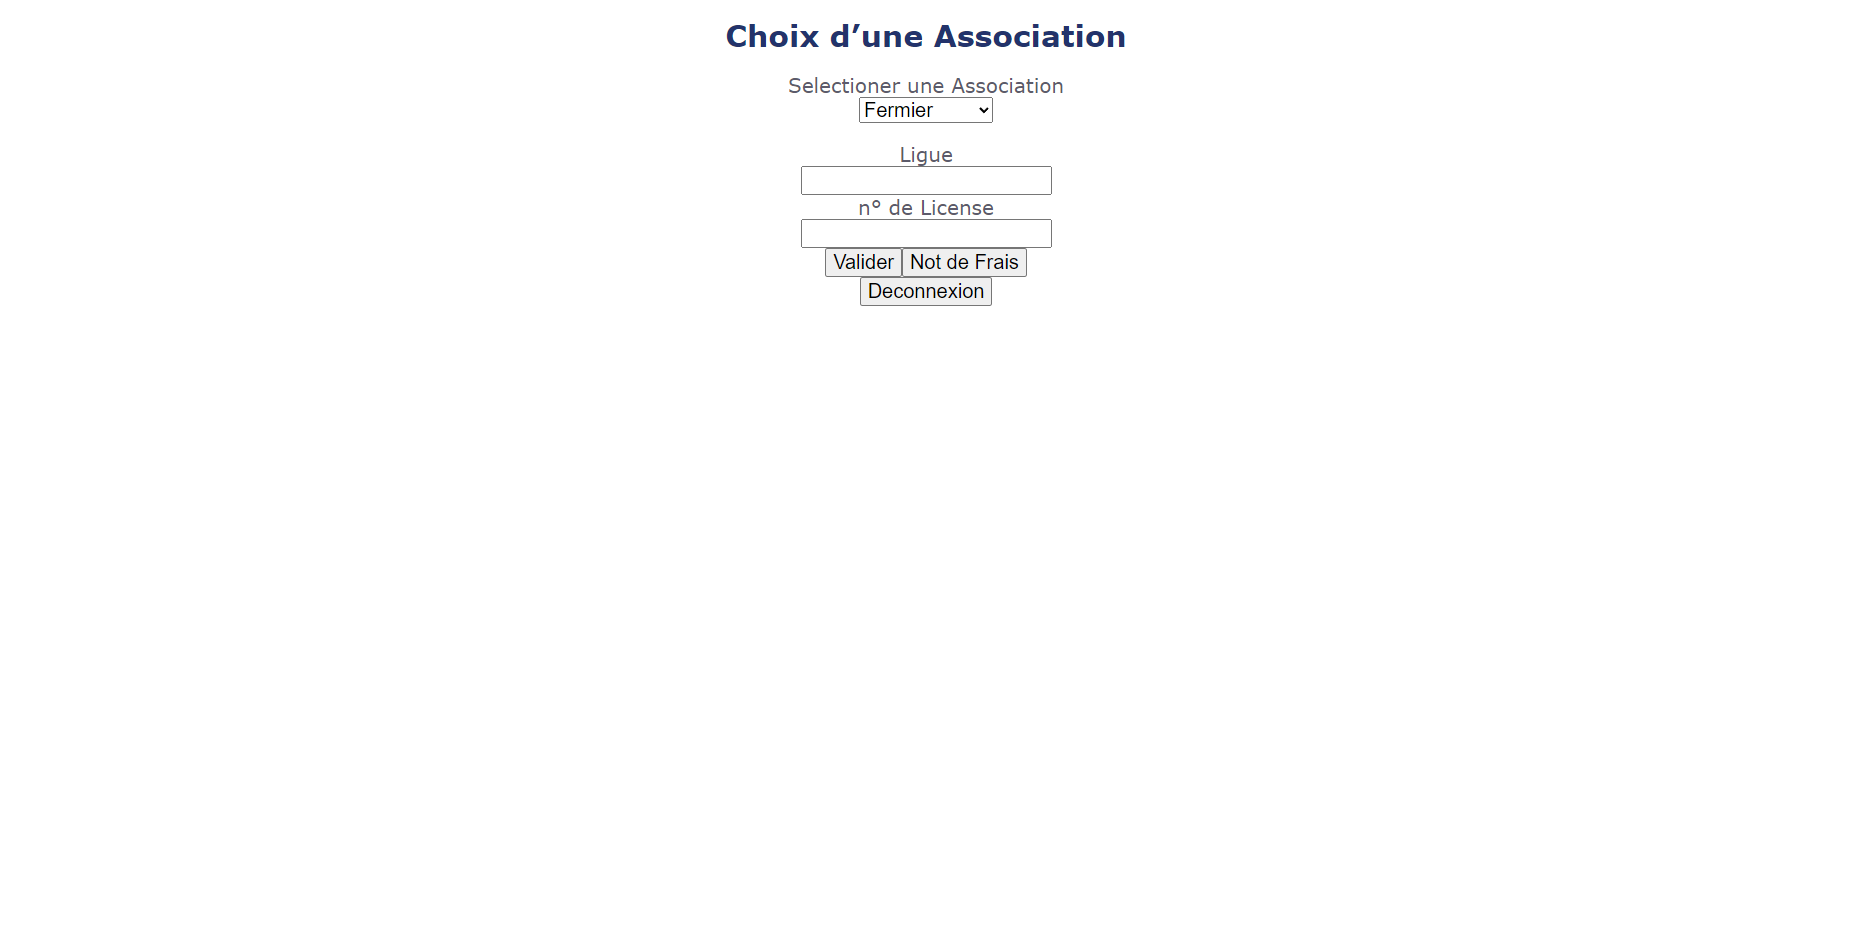 Choix d’une Association
Selectioner une Association
Fermier
Ligue
n° de License
Valider Not de Frais
Deconnexion